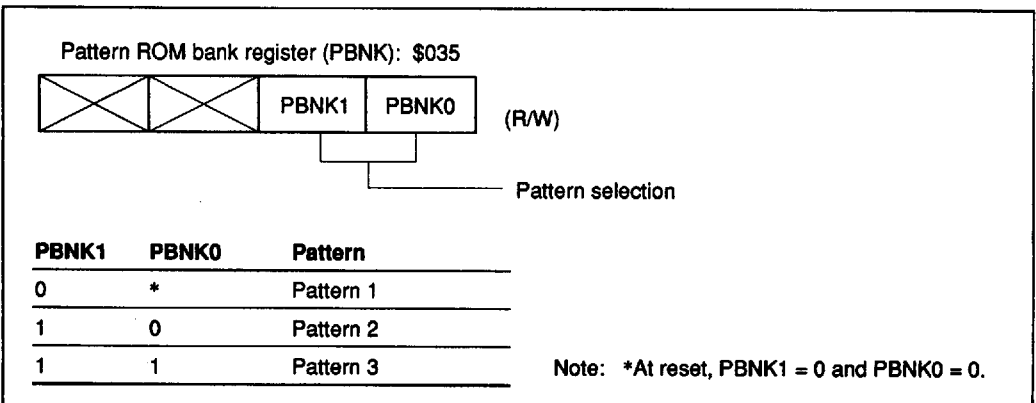 Pattern ROM bank register (PBNK): $035
PBNK1 PBNK0 (R/W)
Pattern selection
PBNK1 PBNK0 Pattern
0 * Pattern 1
1 0 Pattern 2
1 1 Pattern 3
Note: *At reset, PBNK1 = 0 and PBNK0 = 0.